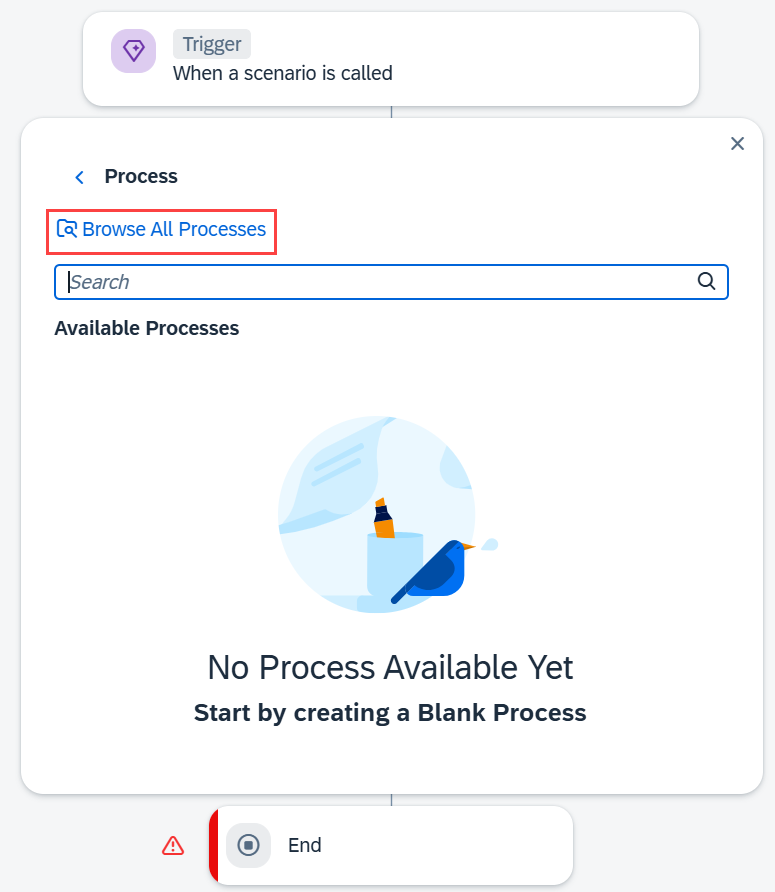 Trigger
When a scenario is called
Process
Browse All Processes
Search
Available Processes
No Process Available Yet
Start by creating a Blank Process
End